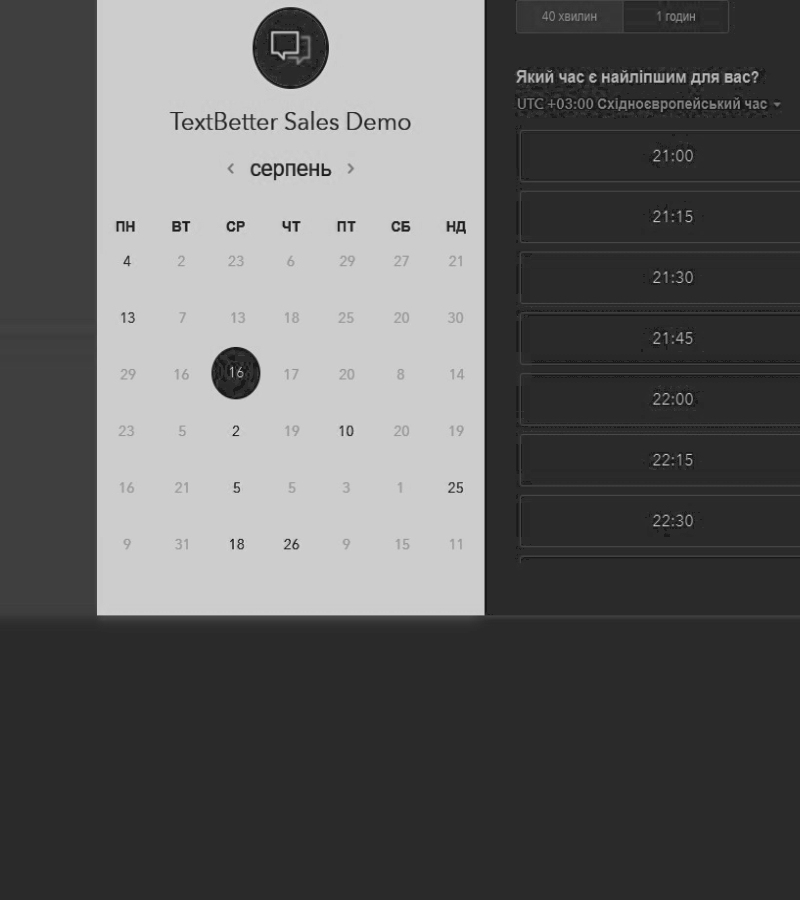 TextBetter Sales Demo
серпень
ПН ВТ СР ЧТ ПТ СБ НД
4 2 23 6 29 27 21
13 7 13 18 25 20 30
29 16 16 17 20 8 14
23 5 2 19 10 20 19
16 21 5 5 3 1 25
9 31 18 26 9 15 11
40 хвилин 1 годин
Який час є найліпшим для вас?
UTC +03:00 Східноєвропейський час
21:00
21:15
21:30
21:45
22:00
22:15
22:30